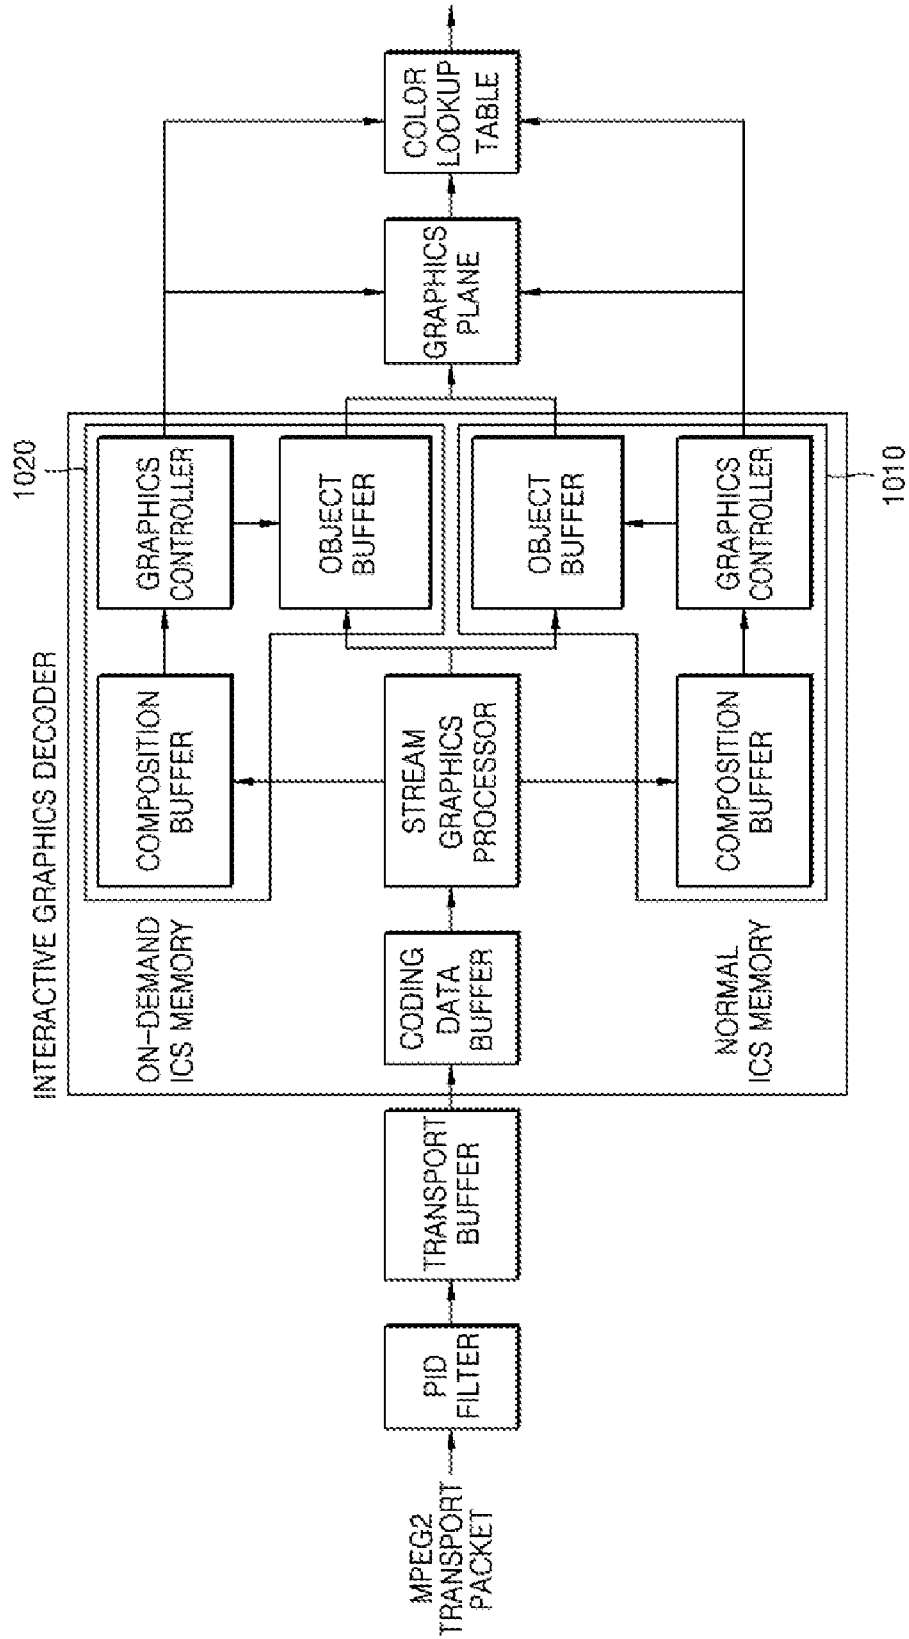 INTERACTIVE GRAPHICS DECODER
1020
ON-DEMAND
ICS MEMORY
COMPOSITION
BUFFER
GRAPHICS
CONTROLLER
OBJECT
BUFFER
MPEG2
TRANSPORT
PACKET
PID
FILTER
TRANSPORT
BUFFER
CODING
DATA
BUFFER
STREAM
GRAPHICS
PROCESSOR
GRAPHICS
PLANE
COLOR
LOOKUP
TABLE
OBJECT
BUFFER
NORMAL
ICS MEMORY
COMPOSITION
BUFFER
GRAPHICS
CONTROLLER
1010